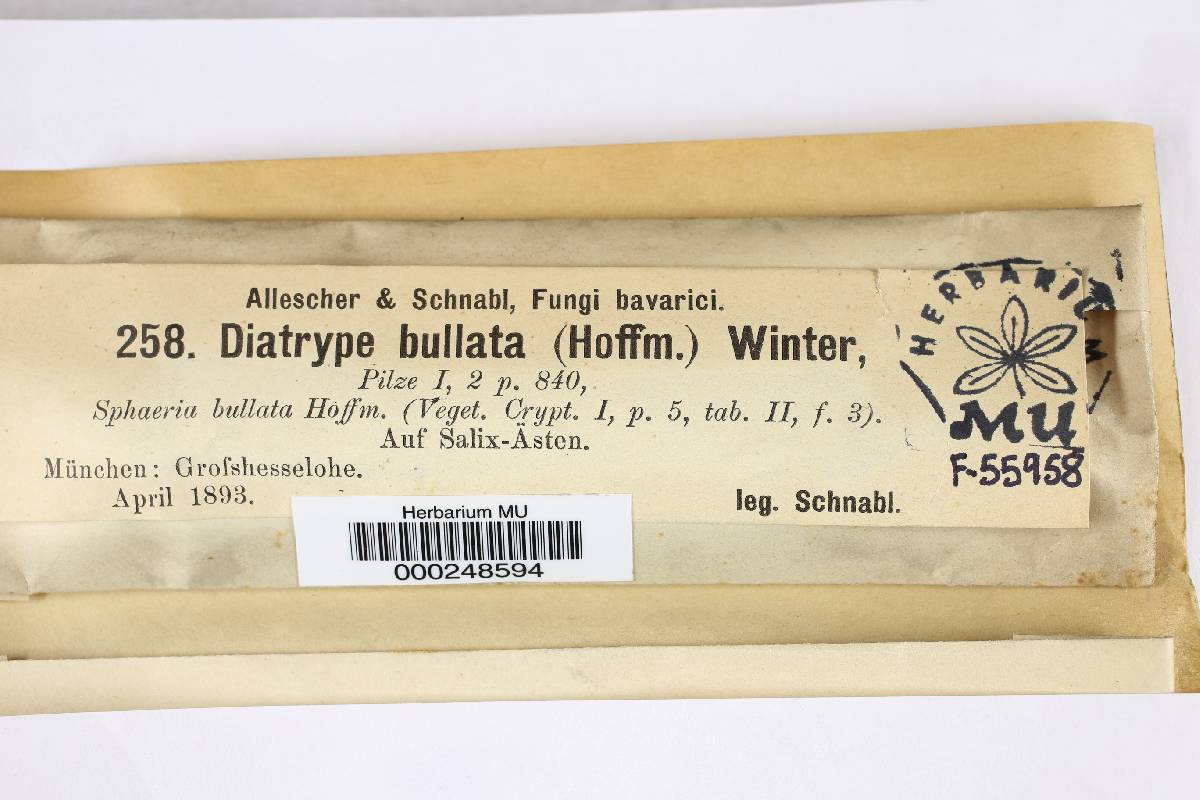 Allescher & Schnabl, Fungi bavarici.
258. Diatrype bullata (Hoffm.) Winter,
Pilze I, 2 p. 840,
Sphaeria bullata Hoffm. (Veget. Crypt. I, p. 5, tab. II, f. 3).
Auf Salix-Ästen.
München: Groſshesselohe.
April 1893.
leg. Schnabl.
HERBARIUM
MU
F-55958
Herbarium MU
000248594